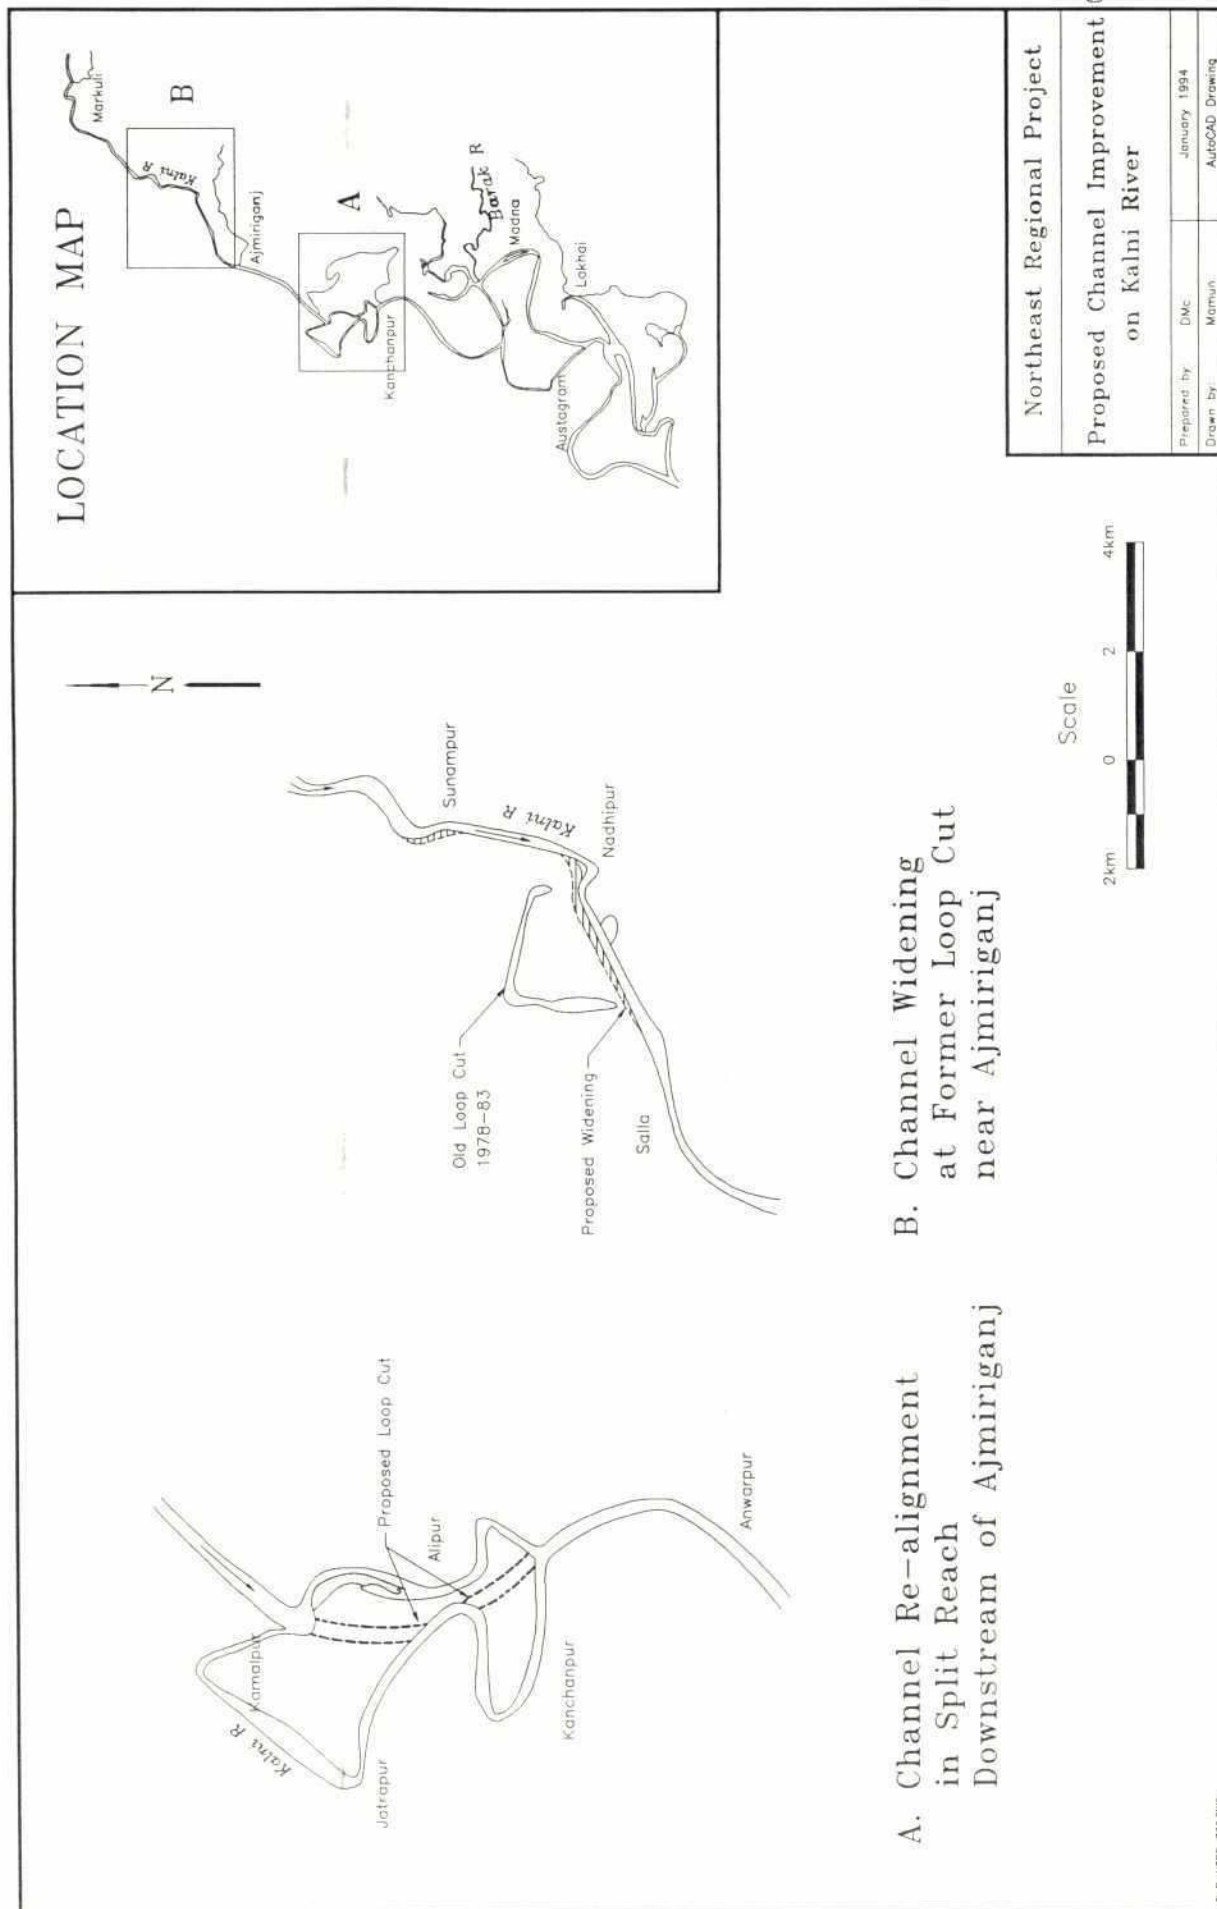 LOCATION MAP
Markuli
B
Kalni R
Ajmiriganj
A
Kanchanpur
Barak R
Madna
Lakhai
Austagram
N
Kamalpur
Kalni R
Jatrapur
Proposed Loop Cut
Alipur
Kanchanpur
Anwarpur
Sunampur
Kalni R
Nadhipur
Old Loop Cut
1978-83
Proposed Widening
Salla
A. Channel Re-alignment
in Split Reach
Downstream of Ajmiriganj
B. Channel Widening
at Former Loop Cut
near Ajmiriganj
Scale
2km 0 2 4km
Northeast Regional Project
Proposed Channel Improvement
on Kalni River
Prepared by: DMc January 1994
Drawn by: Mamun AutoCAD Drawing